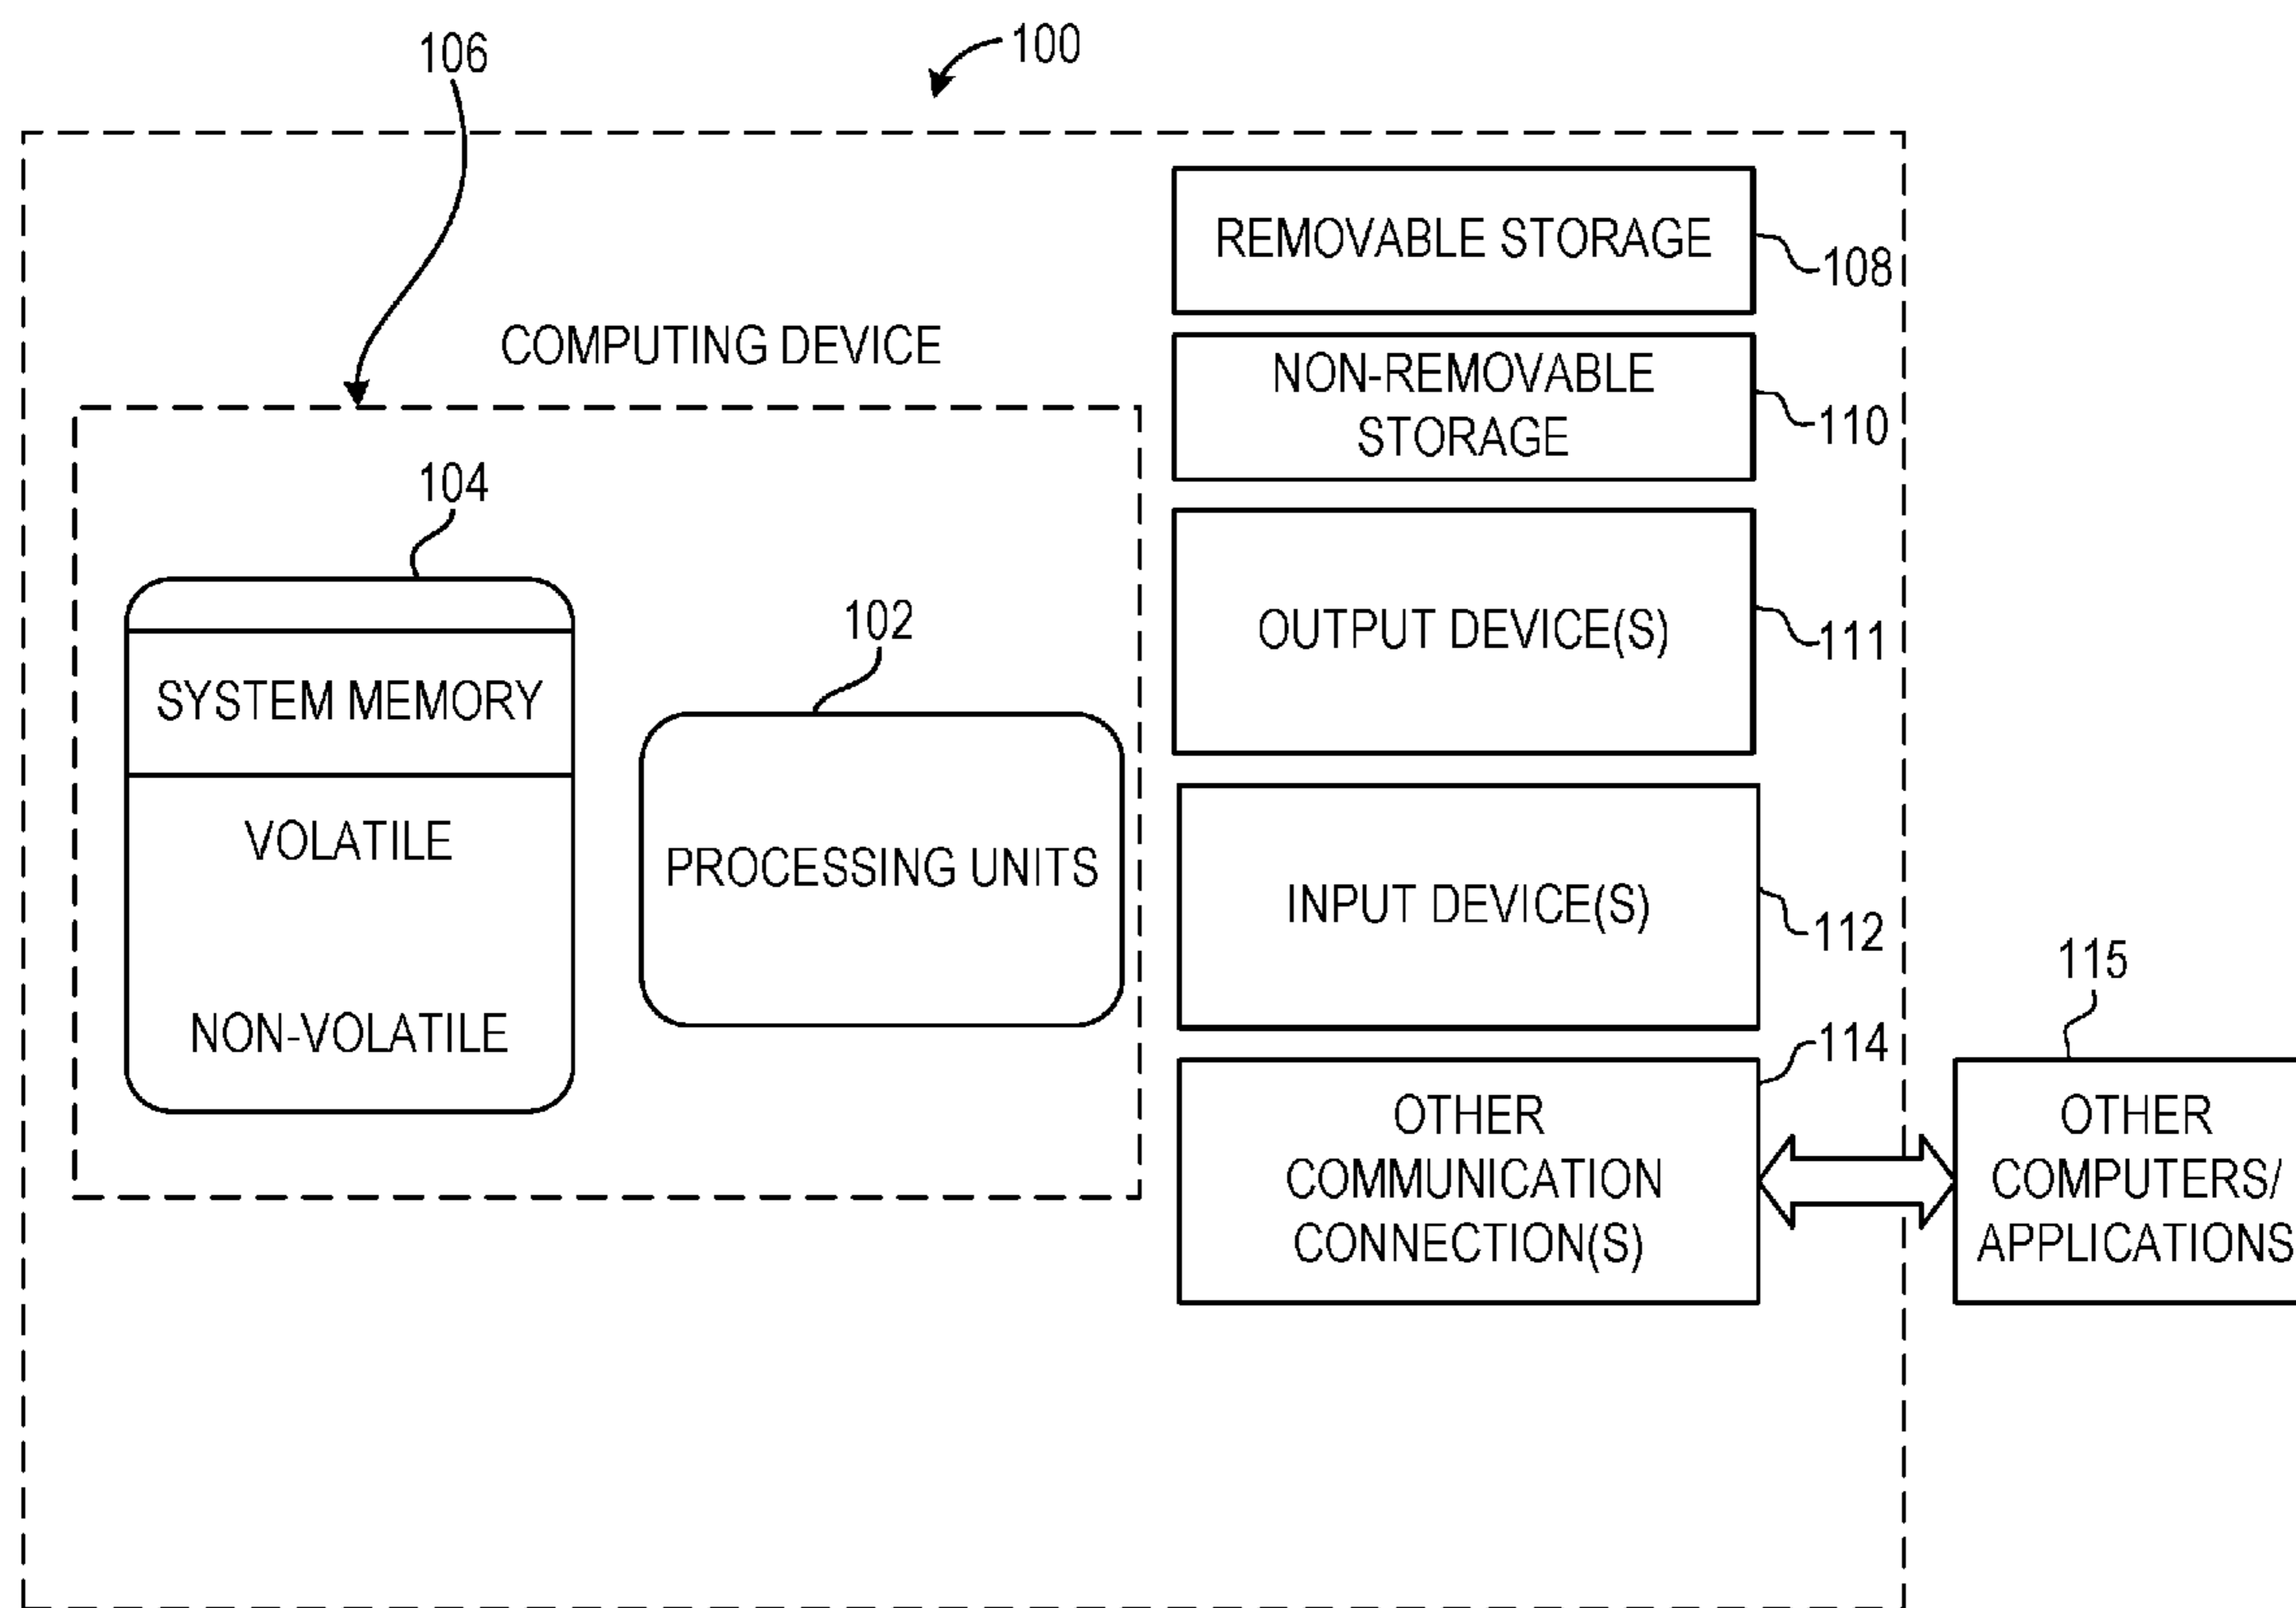 106
100
REMOVABLE STORAGE
108
COMPUTING DEVICE
NON-REMOVABLE
STORAGE
110
104
SYSTEM MEMORY
VOLATILE
NON-VOLATILE
102
PROCESSING UNITS
OUTPUT DEVICE(S)
111
INPUT DEVICE(S)
112
114
OTHER
COMMUNICATION
CONNECTION(S)
115
OTHER
COMPUTERS/
APPLICATIONS